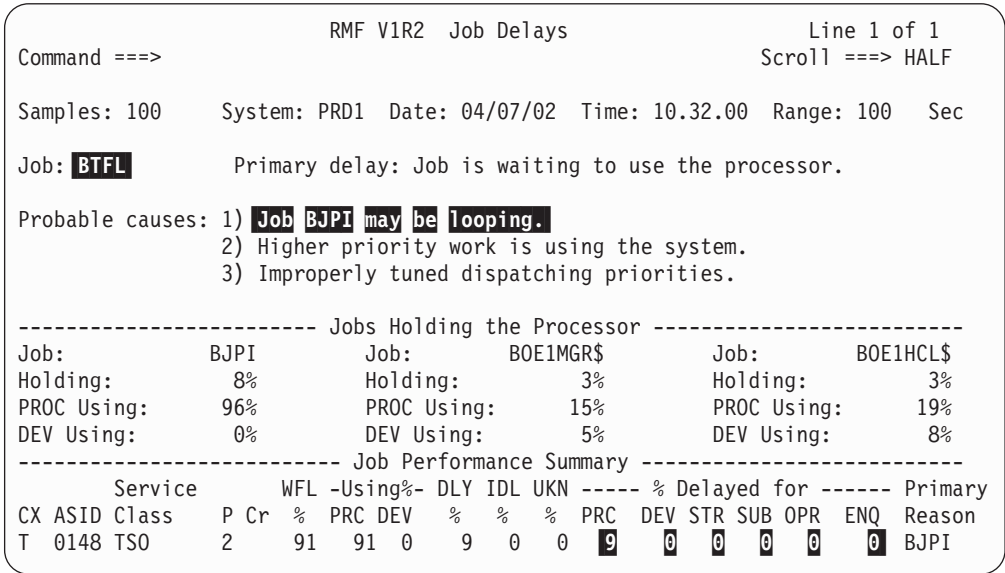 RMF V1R2 Job Delays Line 1 of 1
Command ===> Scroll ===> HALF
Samples: 100 System: PRD1 Date: 04/07/02 Time: 10.32.00 Range: 100 Sec
Job: BTFL Primary delay: Job is waiting to use the processor.
Probable causes: 1) Job BJPI may be looping.
2) Higher priority work is using the system.
3) Improperly tuned dispatching priorities.
------------------------- Jobs Holding the Processor --------------------------
Job: BJPI Job: BOE1MGR$ Job: BOE1HCL$
Holding: 8% Holding: 3% Holding: 3%
PROC Using: 96% PROC Using: 15% PROC Using: 19%
DEV Using: 0% DEV Using: 5% DEV Using: 8%
--------------------------- Job Performance Summary ---------------------------
Service WFL -Using%- DLY IDL UKN ----- % Delayed for ------ Primary
CX ASID Class P Cr % PRC DEV % % % PRC DEV STR SUB OPR ENQ Reason
T 0148 TSO 2 91 91 0 9 0 0 9 0 0 0 0 0 BJPI